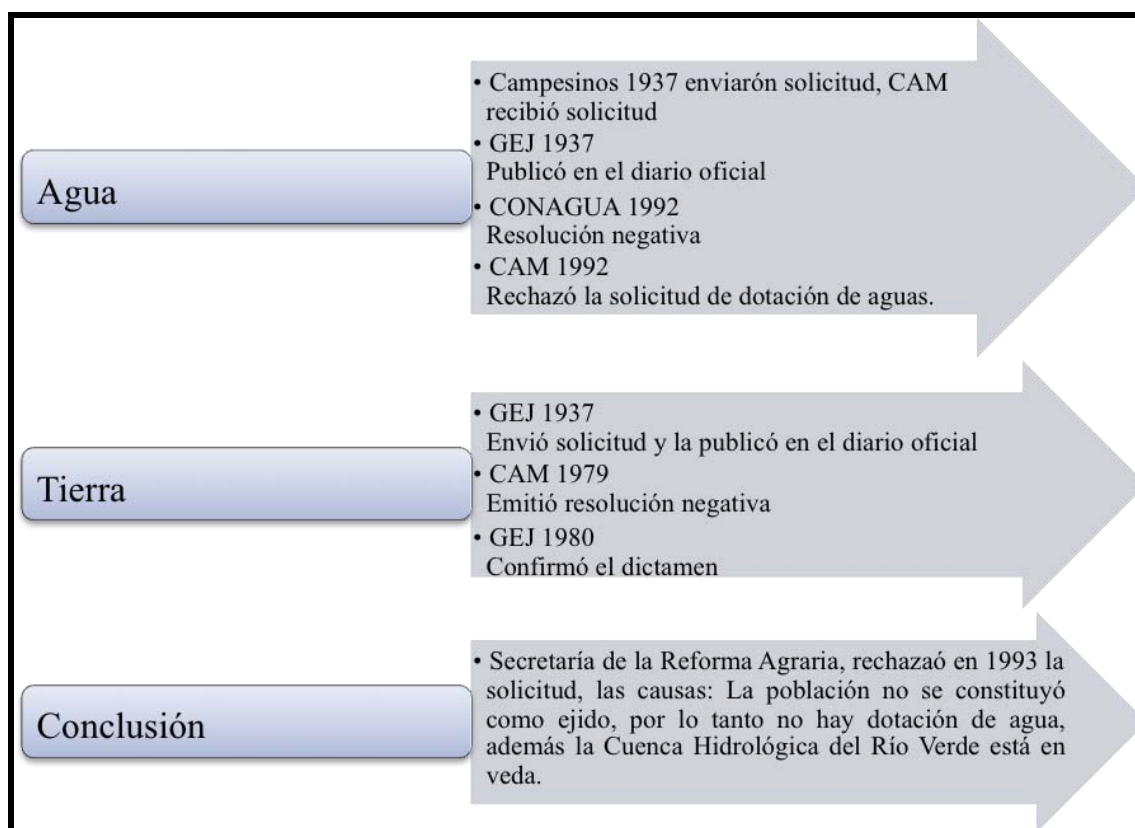 Agua
• Campesinos 1937 enviarón solicitud, CAM
recibió solicitud
• GEJ 1937
Publicó en el diario oficial
• CONAGUA 1992
Resolución negativa
• CAM 1992
Rechazó la solicitud de dotación de aguas.
Tierra
• GEJ 1937
Envió solicitud y la publicó en el diario oficial
• CAM 1979
Emitió resolución negativa
• GEJ 1980
Confirmó el dictamen
Conclusión
• Secretaría de la Reforma Agraria, rechazaó en 1993 la
solicitud, las causas: La población no se constituyó
como ejido, por lo tanto no hay dotación de agua,
además la Cuenca Hidrológica del Río Verde está en
veda.